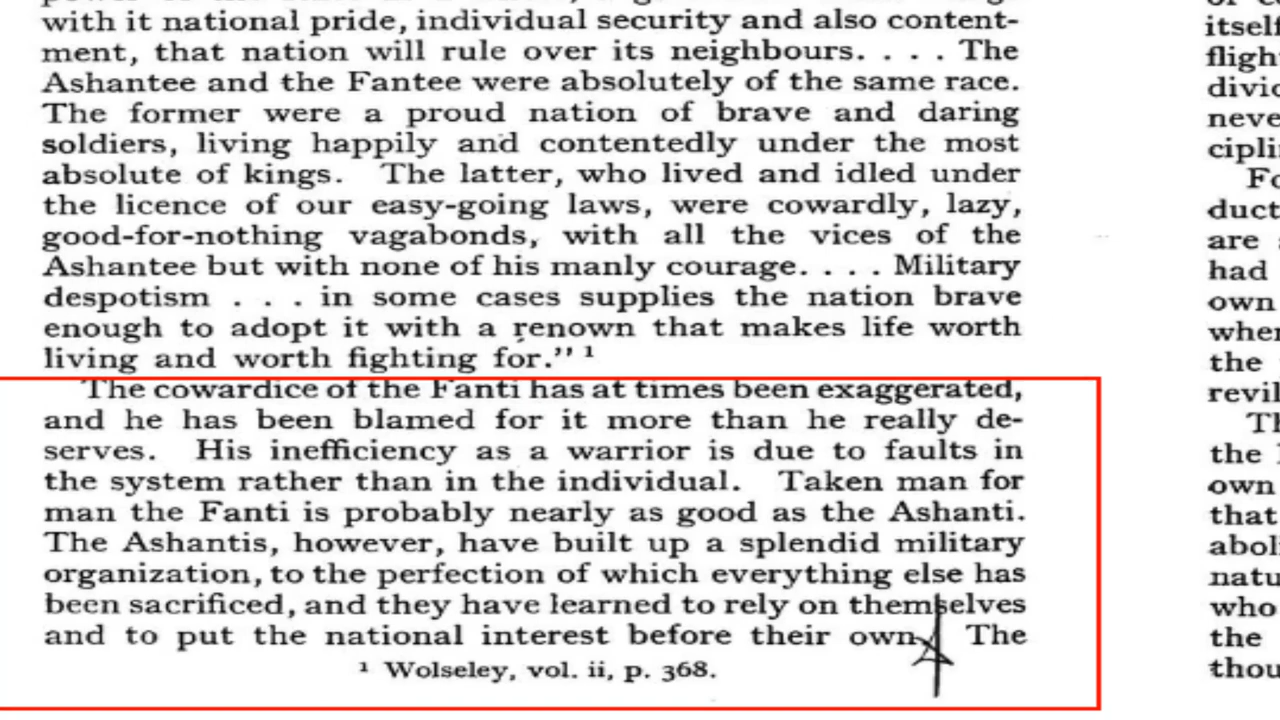 with it national pride, individual security and also content-
ment, that nation will rule over its neighbours. . . . The
Ashantee and the Fantee were absolutely of the same race.
The former were a proud nation of brave and daring
soldiers, living happily and contentedly under the most
absolute of kings. The latter, who lived and idled under
the licence of our easy-going laws, were cowardly, lazy,
good-for-nothing vagabonds, with all the vices of the
Ashantee but with none of his manly courage. . . . Military
despotism . . . in some cases supplies the nation brave
enough to adopt it with a renown that makes life worth
living and worth fighting for." ¹
The cowardice of the Fanti has at times been exaggerated,
and he has been blamed for it more than he really de-
serves. His inefficiency as a warrior is due to faults in
the system rather than in the individual. Taken man for
man the Fanti is probably nearly as good as the Ashanti.
The Ashantis, however, have built up a splendid military
organization, to the perfection of which everything else has
been sacrificed, and they have learned to rely on themselves
and to put the national interest before their own. The
¹ Wolseley, vol. ii, p. 368.
itself
fligh
divid
neve
cipli
Fo
duct
are
had
own
when
the
revil
Th
the
own
that
aboli
natu
who
the
thou